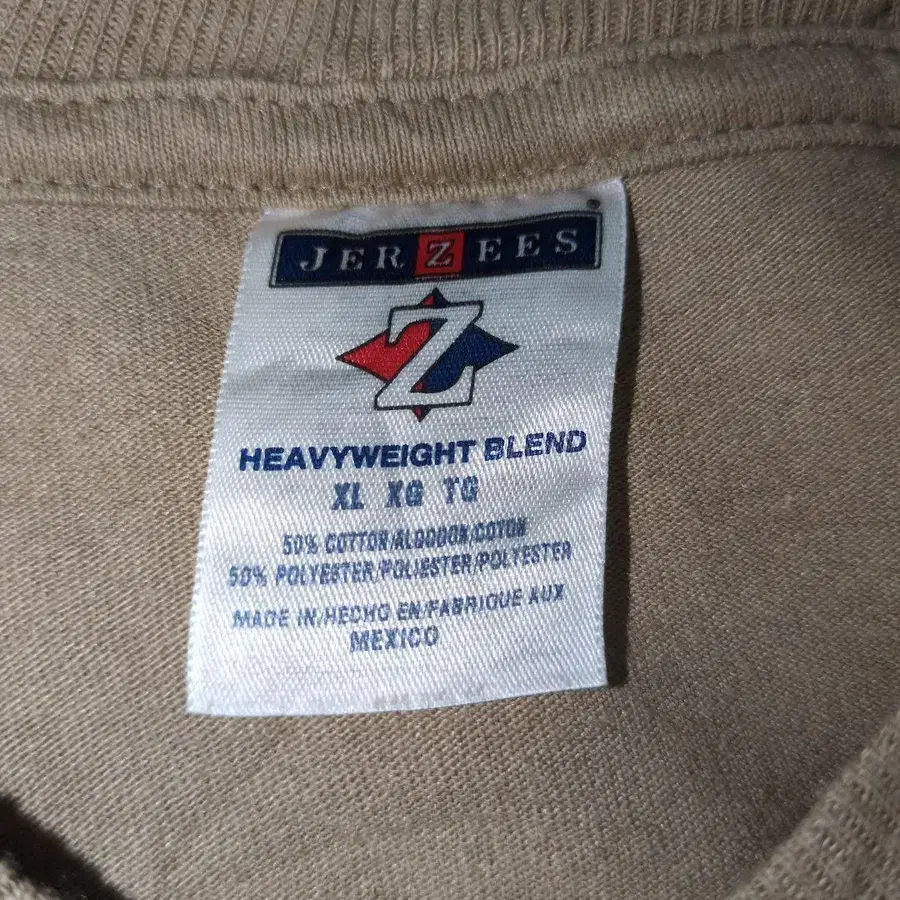 JERZEES
Z
HEAVYWEIGHT BLEND
XL XG TG
50% COTTON/ALGODON/COTON
50% POLYESTER/POLIESTER/POLYESTER
MADE IN/HECHO EN/FABRIQUE AUX
MEXICO